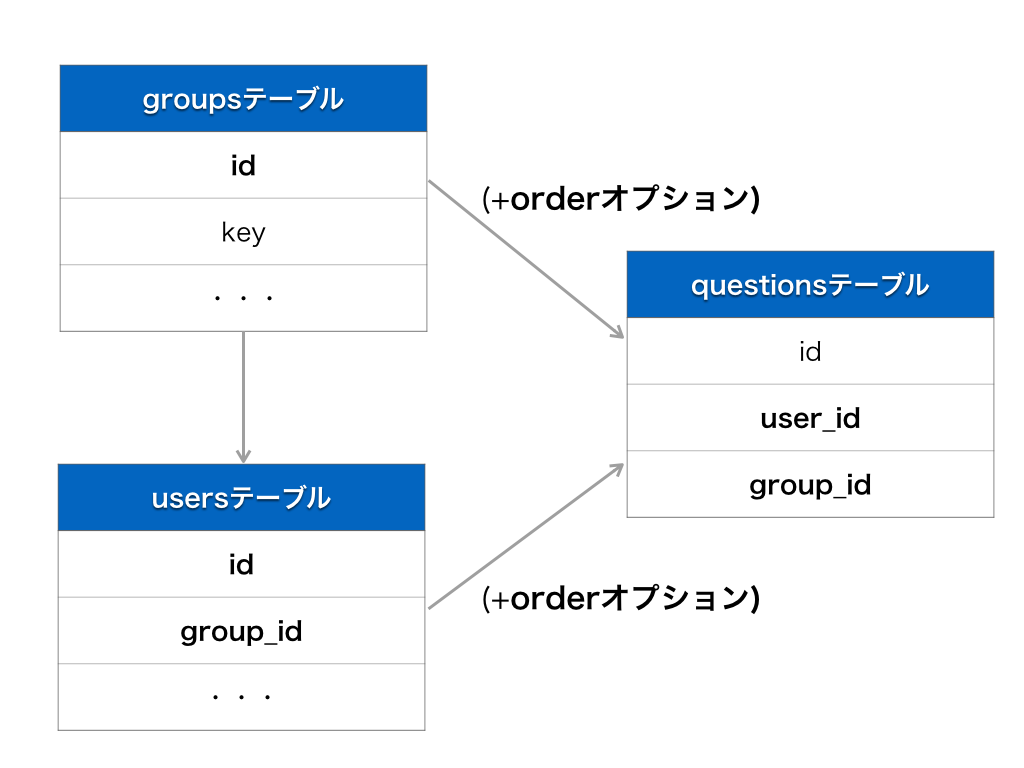 groupsテーブル
id
key
・・・
(+orderオプション)
questionsテーブル
id
user_id
group_id
usersテーブル
id
group_id
・・・
(+orderオプション)